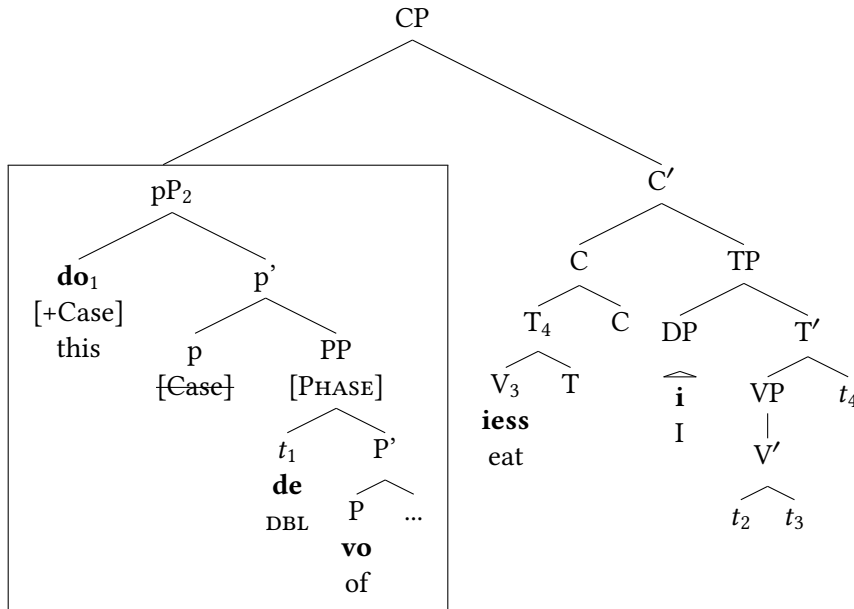 CP
pP₂ C′
do₁ p’ C TP
[+Case]
this
p PP T₄ C DP T′
[Case] [Phase] V₃ T i VP t₄
iess I
eat
t₁ P’ V′
de
dbl
P ... t₂ t₃
vo
of